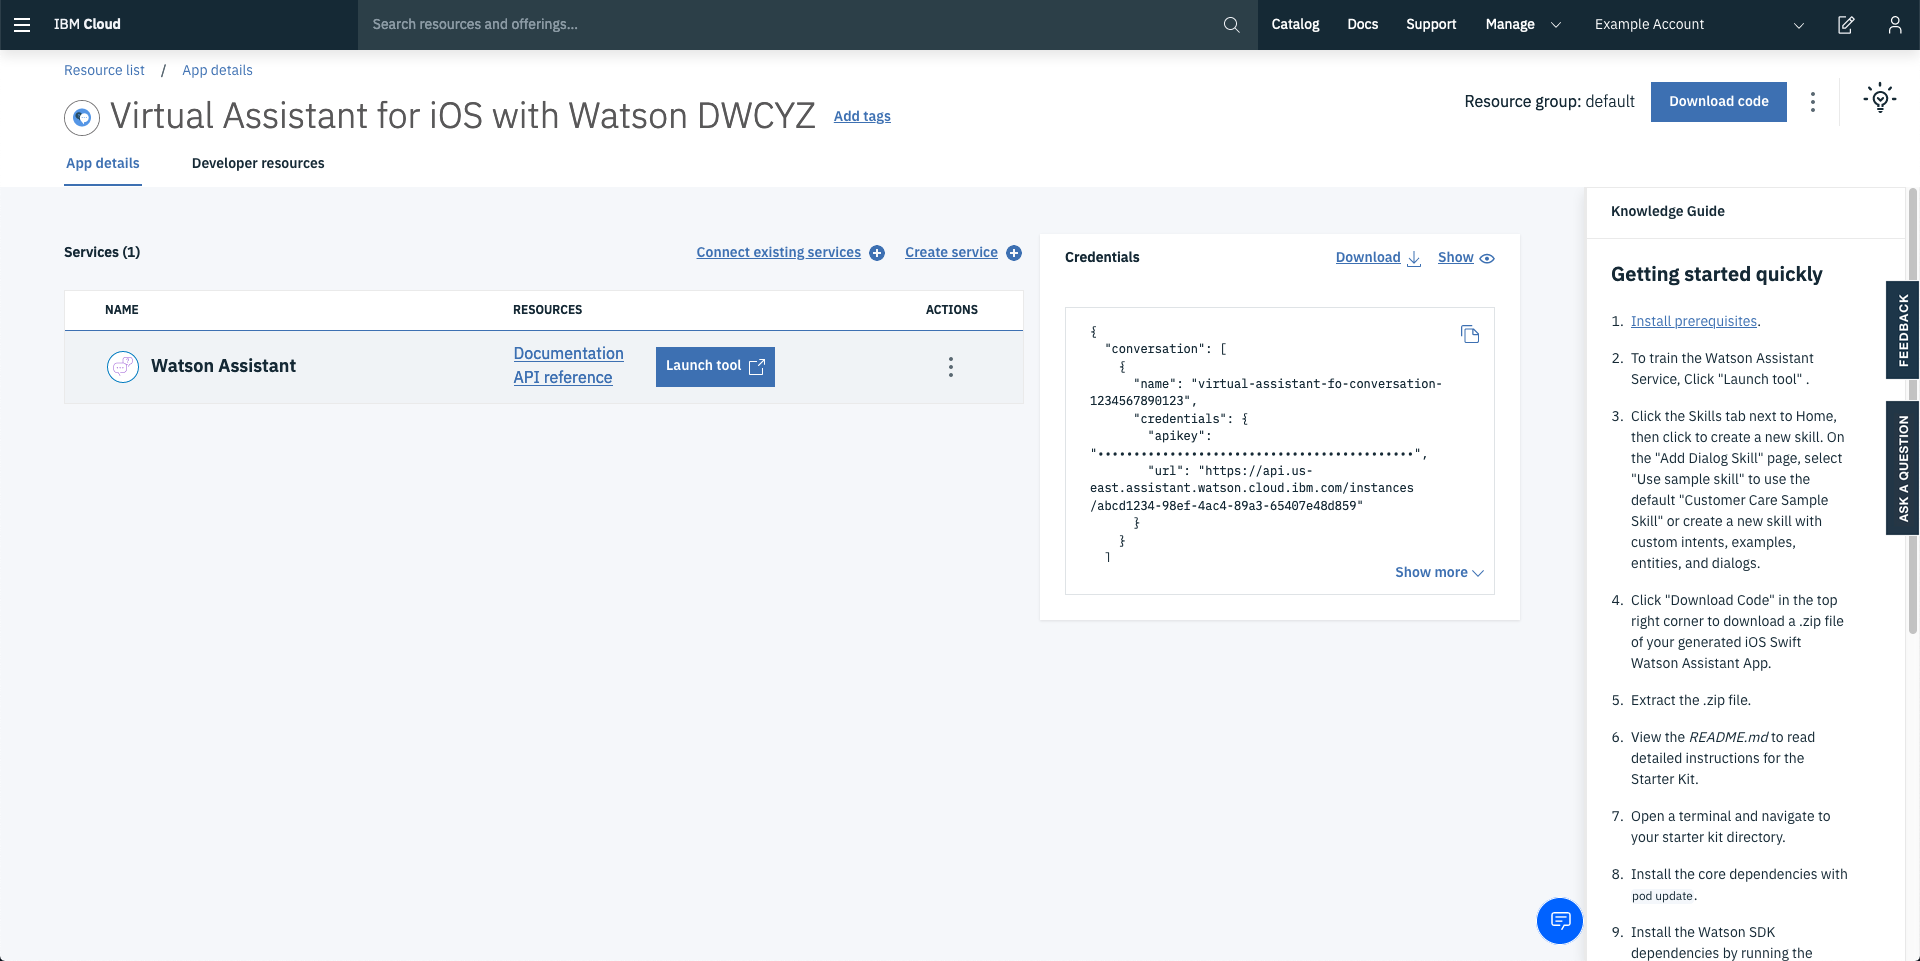 IBM Cloud
Search resources and offerings...
Catalog
Docs
Support
Manage
Example Account
Resource list / App details
Virtual Assistant for iOS with Watson DWCYZ
Add tags
Resource group: default
Download code
App details
Developer resources
Services (1)
Connect existing services
Create service
NAME
RESOURCES
ACTIONS
Watson Assistant
Documentation
API reference
Launch tool
Credentials
Download
Show
{
"conversation": [
{
"name": "virtual-assistant-fo-conversation-
1234567890123",
"credentials": {
"apikey":
"••••••••••••••••••••••••••••••••••••••••••••",
"url": "https://api.us-
east.assistant.watson.cloud.ibm.com/instances
/abcd1234-98ef-4ac4-89a3-65407e48d859"
}
}
]
Show more
Knowledge Guide
Getting started quickly
1. Install prerequisites.
2. To train the Watson Assistant
Service, Click "Launch tool" .
3. Click the Skills tab next to Home,
then click to create a new skill. On
the "Add Dialog Skill" page, select
"Use sample skill" to use the
default "Customer Care Sample
Skill" or create a new skill with
custom intents, examples,
entities, and dialogs.
4. Click "Download Code" in the top
right corner to download a .zip file
of your generated iOS Swift
Watson Assistant App.
5. Extract the .zip file.
6. View the README.md to read
detailed instructions for the
Starter Kit.
7. Open a terminal and navigate to
your starter kit directory.
8. Install the core dependencies with
pod update.
9. Install the Watson SDK
dependencies by running the
FEEDBACK
ASK A QUESTION